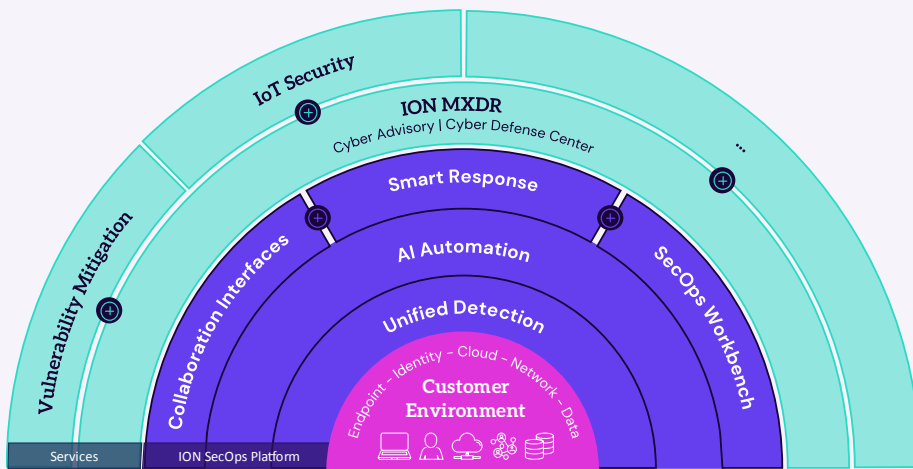 IoT Security
...
ION MXDR
Cyber Advisory | Cyber Defense Center
Vulnerability Mitigation
Smart Response
Collaboration Interfaces
SecOps Workbench
AI Automation
Unified Detection
Endpoint - Identity - Cloud - Network - Data
Customer
Environment
Services
ION SecOps Platform